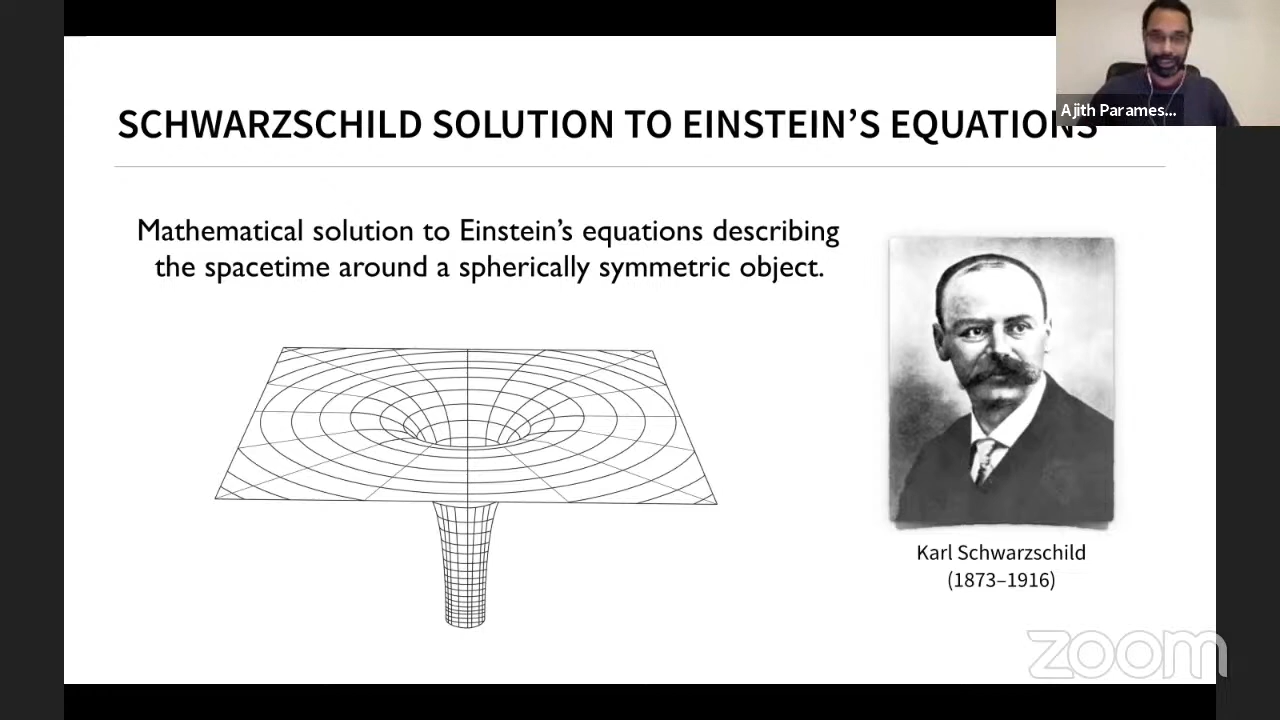 SCHWARZSCHILD SOLUTION TO EINSTEIN’S EQUATIONS
Ajith Parames...
Mathematical solution to Einstein’s equations describing
the spacetime around a spherically symmetric object.
Karl Schwarzschild
(1873–1916)
zoom